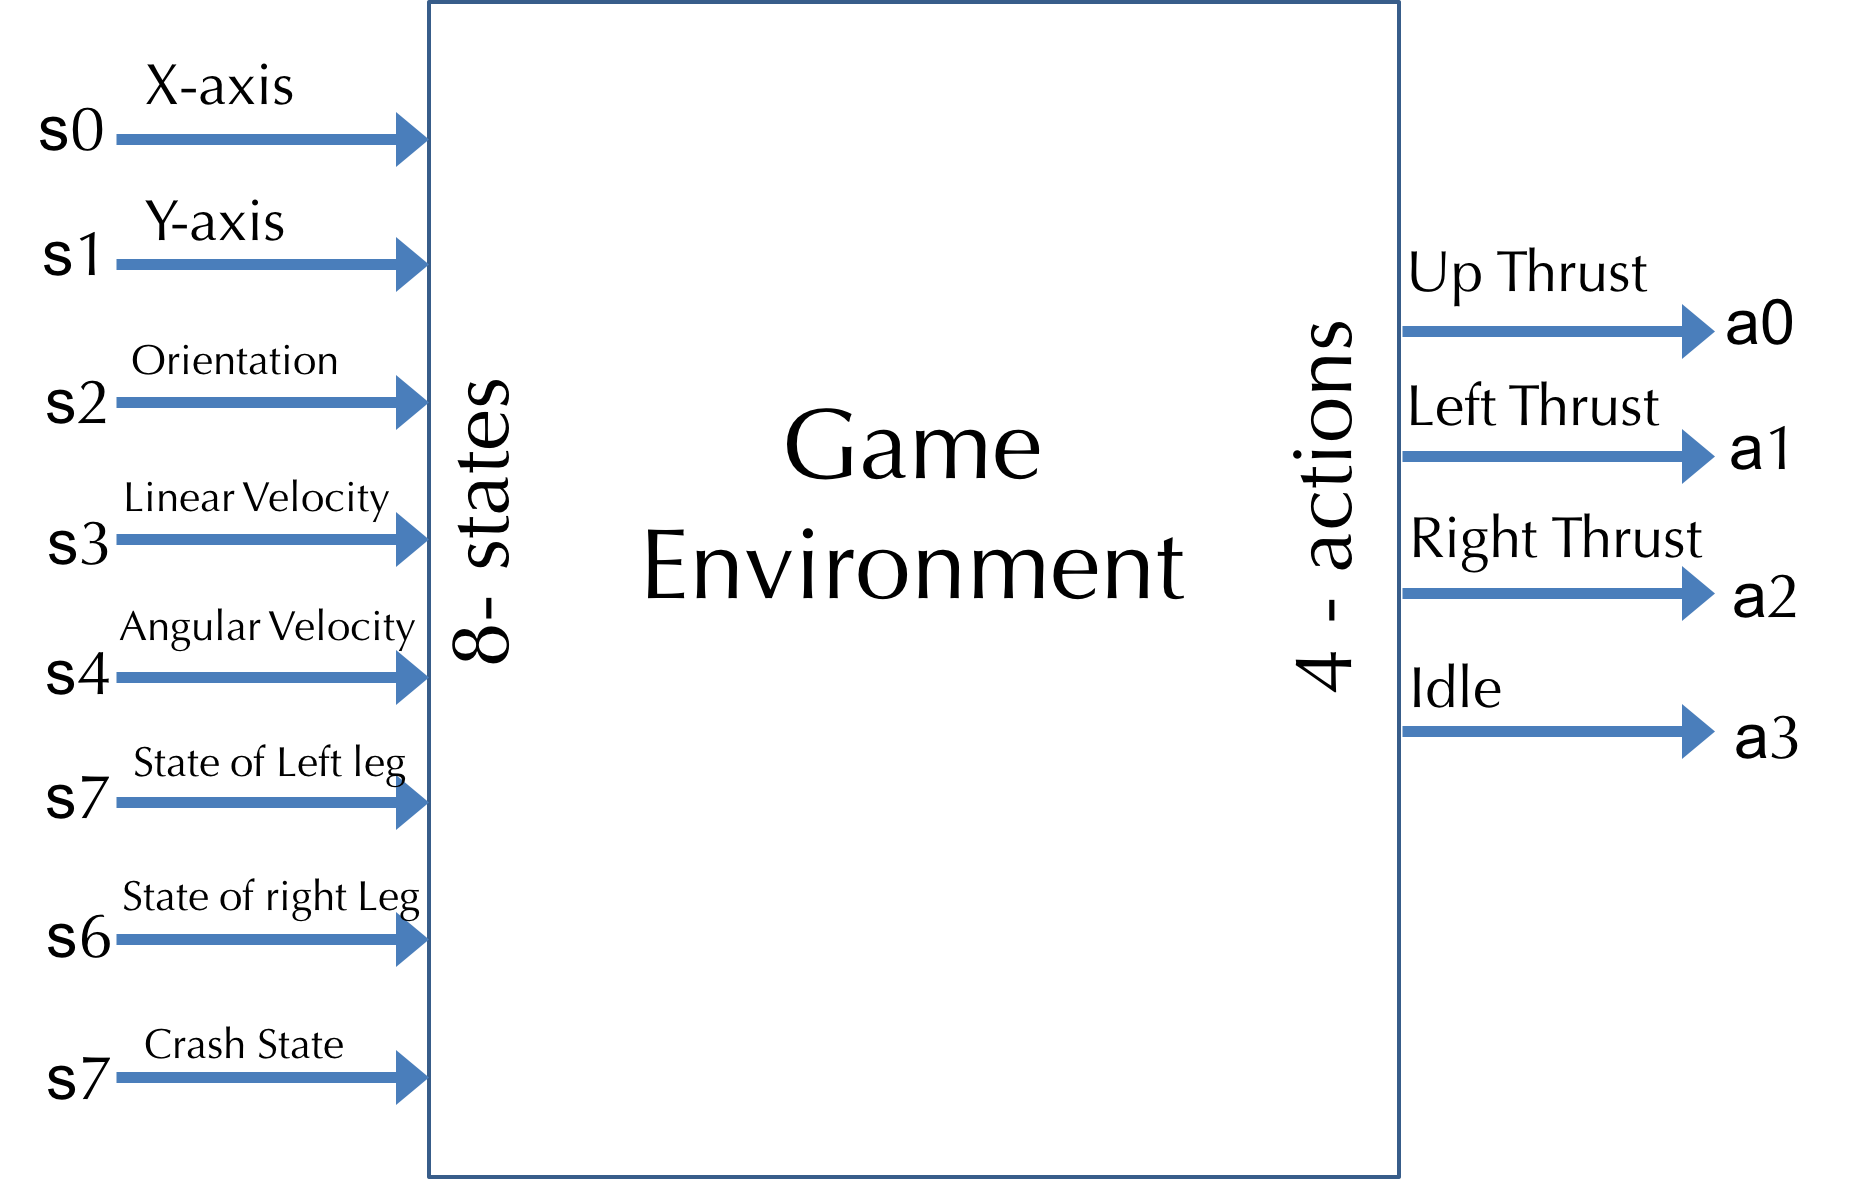 X-axis
s0
Y-axis
s1
Orientation
s2
Linear Velocity
s3
Angular Velocity
s4
State of Left leg
s7
State of right Leg
s6
Crash State
s7
8- states
Game
Environment
4 - actions
Up Thrust
a0
Left Thrust
a1
Right Thrust
a2
Idle
a3